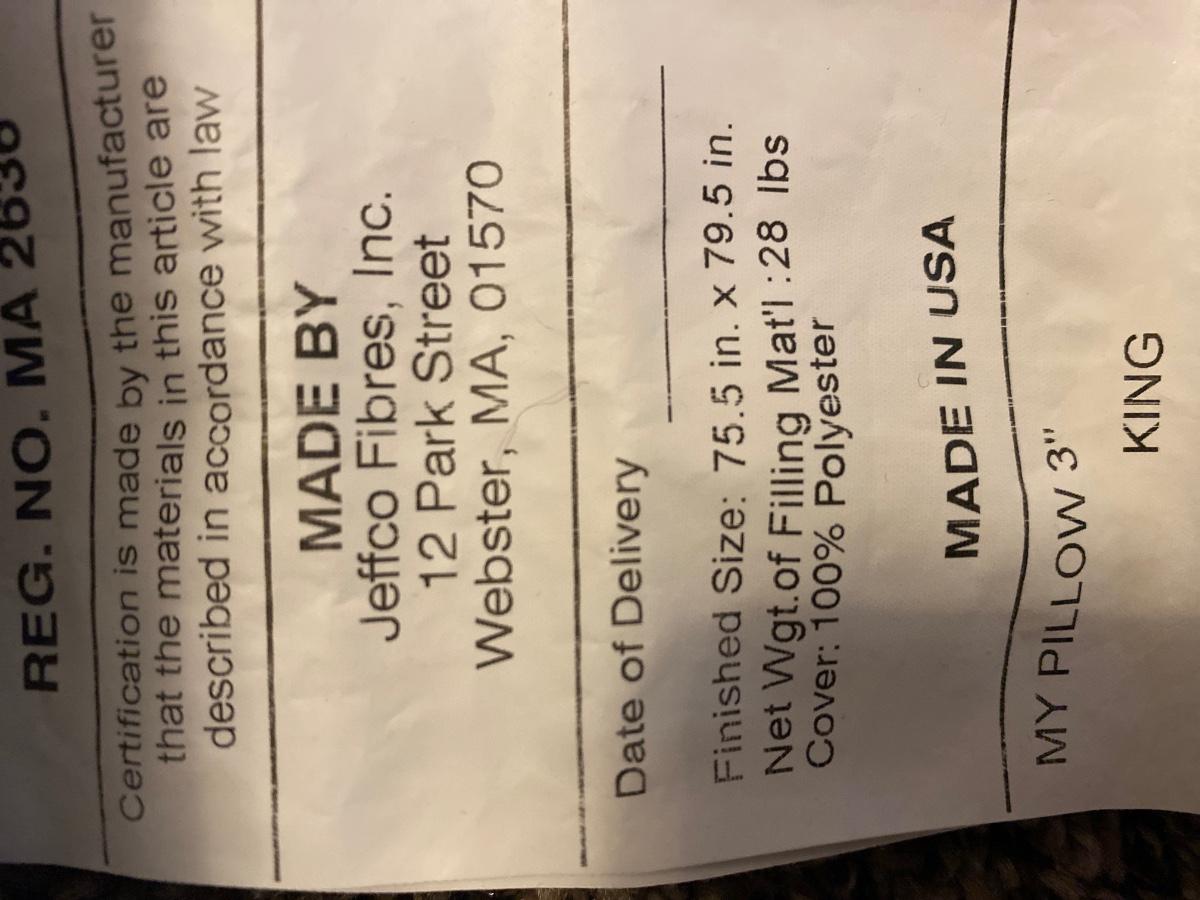 REG. NO. MA
Certification is made by the manufacturer
that the materials in this article are
described in accordance with law
MADE BY
Jeffco Fibres, Inc.
12 Park Street
Webster, MA, 01570
Date of Delivery
Finished Size: 75.5 in. x 79.5 in.
Net Wgt.of Filling Mat'l :28 lbs
Cover: 100% Polyester
MADE IN USA
MY PILLOW 3"
KING